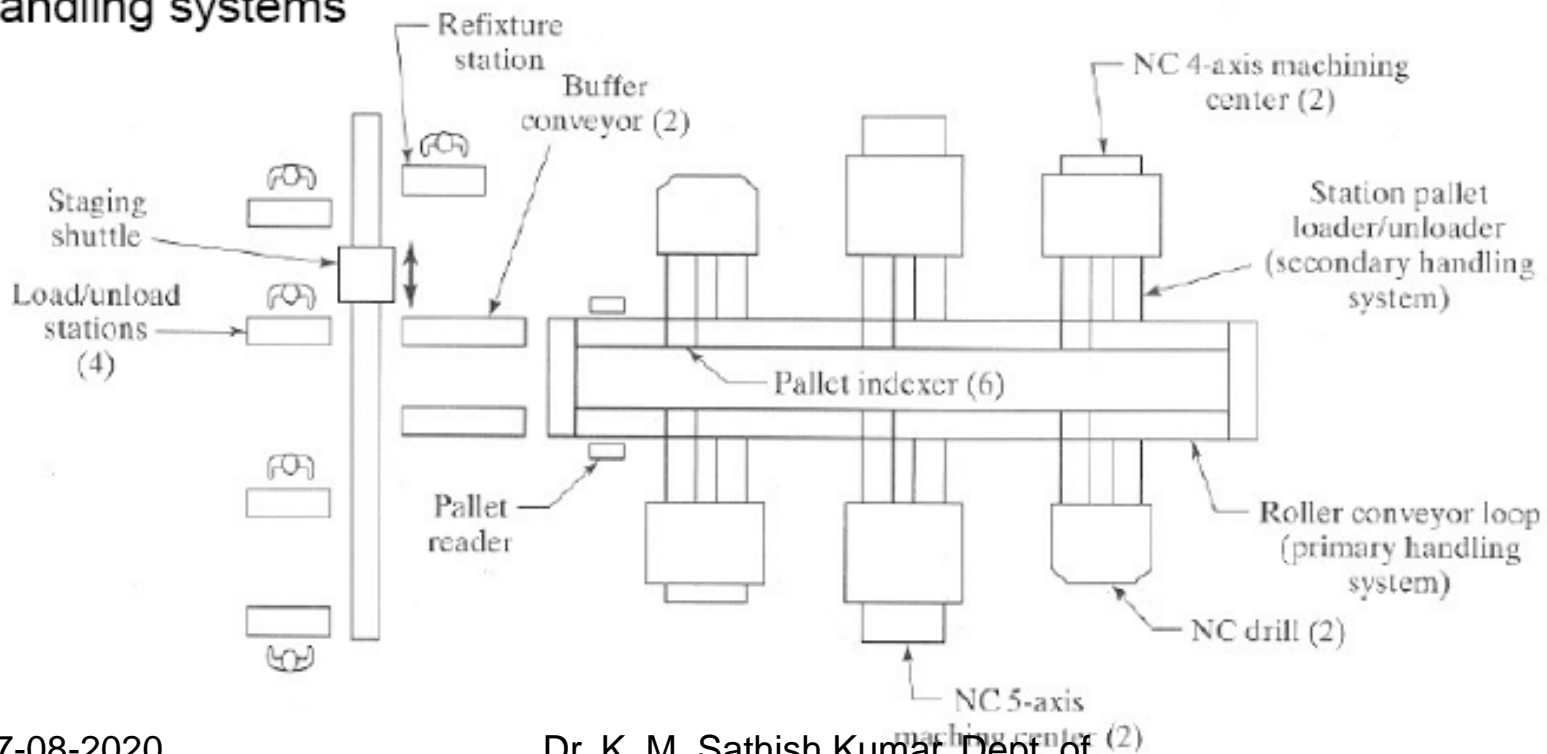 andling systems
Refixture
station
Buffer
conveyor (2)
NC 4-axis machining
center (2)
Staging
shuttle
Station pallet
loader/unloader
(secondary handling
system)
Load/unload
stations
(4)
Pallet indexer (6)
Pallet
reader
Roller conveyor loop
(primary handling
system)
NC drill (2)
NC 5-axis
maching center (2)
7-08-2020
Dr. K. M. Sathish Kumar, Dept. of